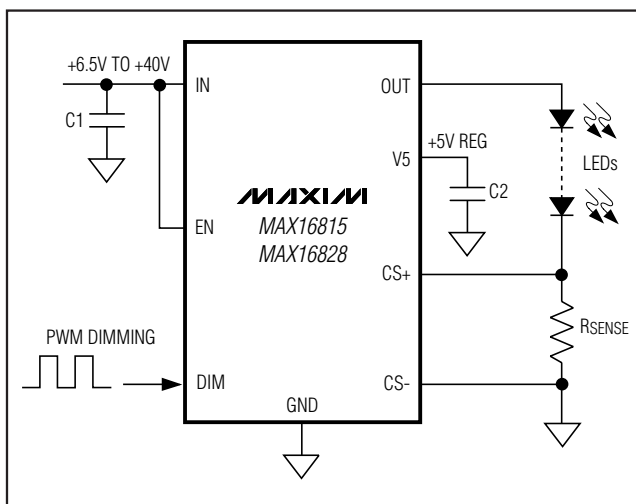 +6.5V TO +40V
IN
OUT
C1
+5V REG
V5
LEDs
C2
MAXIM
MAX16815
MAX16828
EN
CS+
RSENSE
PWM DIMMING
DIM
CS-
GND